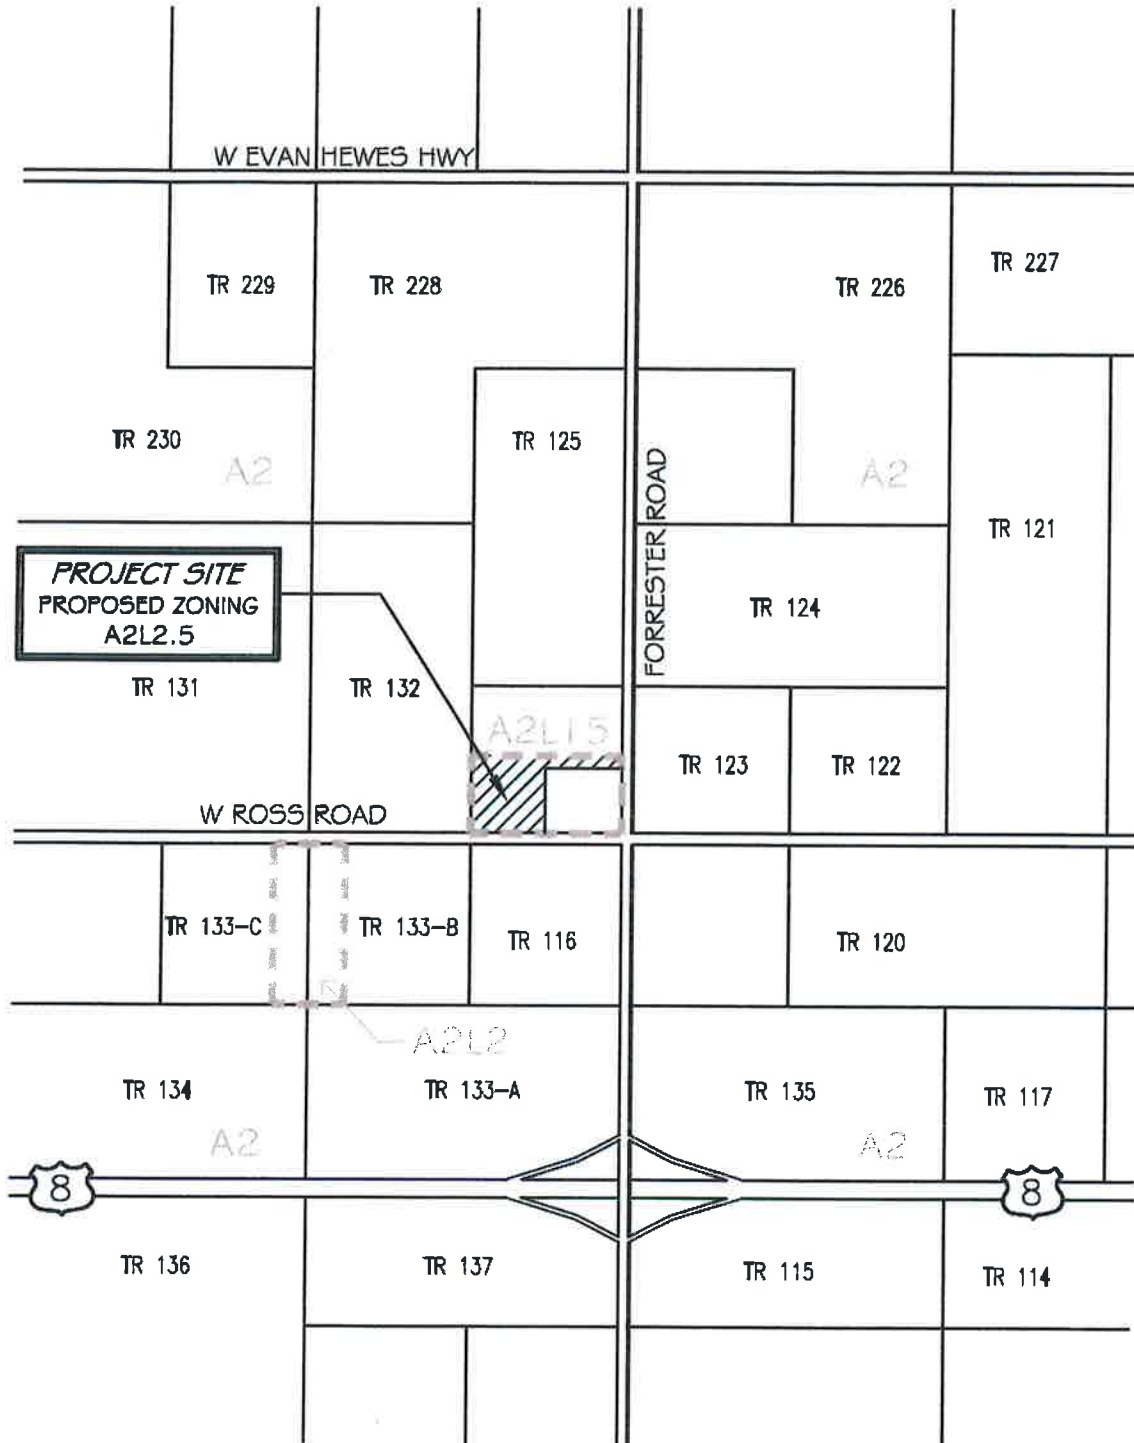 W EVAN HEWES HWY
TR 227
TR 229
TR 228
TR 226
TR 230
TR 125
A2
A2
FORRESTER ROAD
TR 121
PROJECT SITE
PROPOSED ZONING
A2L2.5
TR 124
TR 131
TR 132
A2L15
TR 123
TR 122
W ROSS ROAD
TR 133-C
TR 133-B
TR 116
TR 120
A2L2
TR 134
TR 133-A
TR 135
TR 117
A2
A2
8
8
TR 136
TR 137
TR 115
TR 114